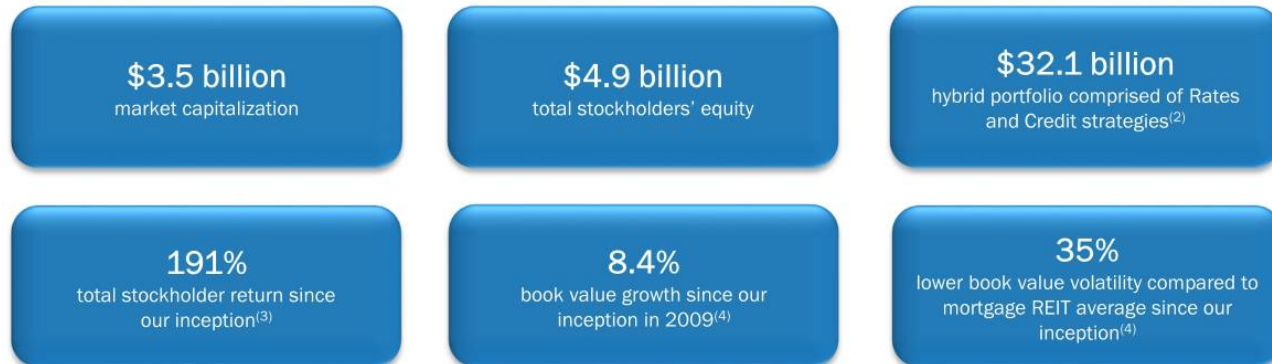 $3.5 billion
market capitalization
$4.9 billion
total stockholders’ equity
$32.1 billion
hybrid portfolio comprised of Rates
and Credit strategies(2)
191%
total stockholder return since
our inception(3)
8.4%
book value growth since our
inception in 2009(4)
35%
lower book value volatility compared to
mortgage REIT average since our
inception(4)